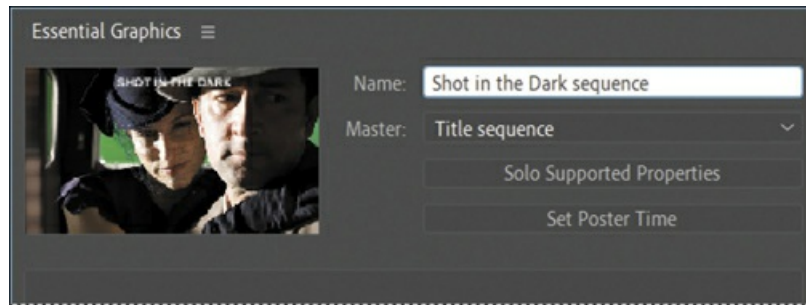 Essential Graphics
SHOT IN THE DARK
Name: Shot in the Dark sequence
Master: Title sequence
Solo Supported Properties
Set Poster Time